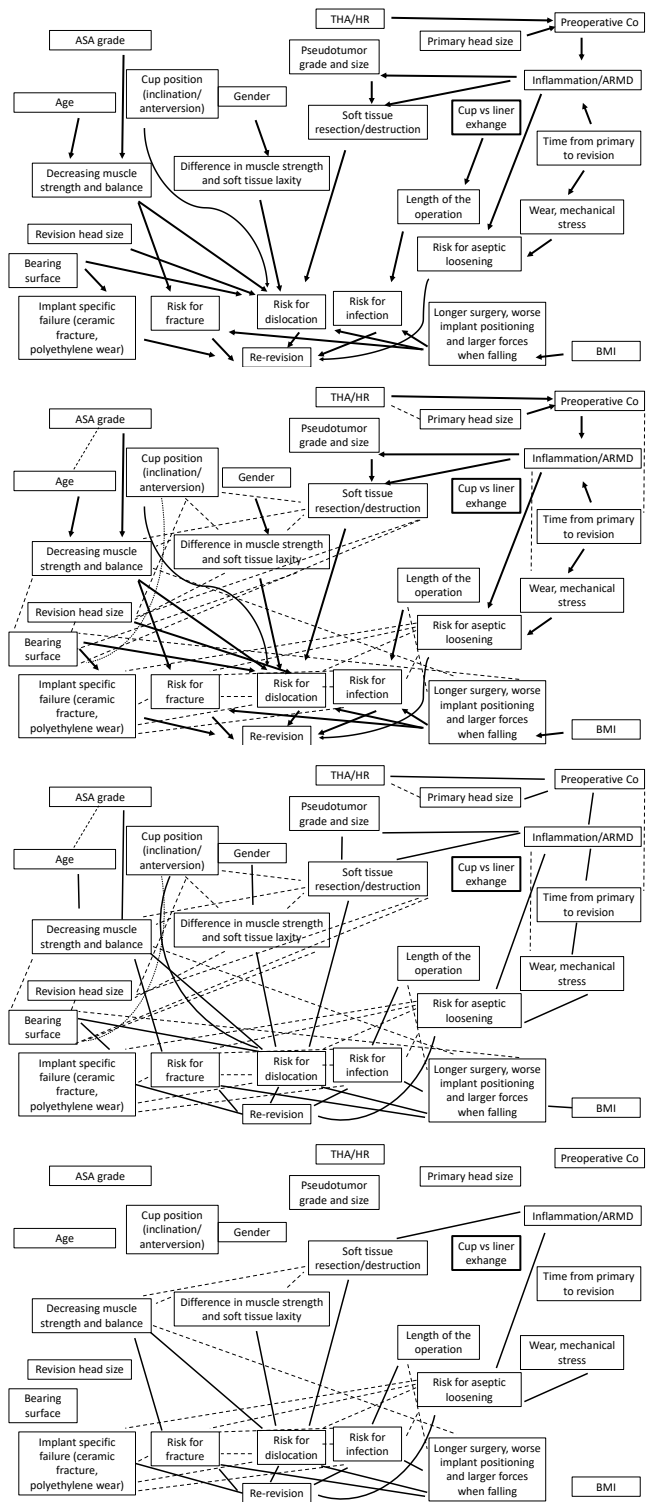 THA/HR
Preoperative Co
ASA grade
Primary head size
Pseudotumor
grade and size
Cup position
(inclination/
anterversion)
Inflammation/ARMD
Age
Gender
Soft tissue
resection/destruction
Cup vs liner
exhange
Time from primary
to revision
Decreasing muscle
strength and balance
Difference in muscle strength
and soft tissue laxity
Length of the
operation
Wear, mechanical
stress
Revision head size
Risk for aseptic
loosening
Bearing
surface
Implant specific
failure (ceramic
fracture,
polyethylene wear)
Risk for
fracture
Risk for
dislocation
Risk for
infection
Longer surgery, worse
implant positioning
and larger forces
when falling
Re-revision
BMI
THA/HR
Preoperative Co
ASA grade
Primary head size
Pseudotumor
grade and size
Cup position
(inclination/
anterversion)
Inflammation/ARMD
Age
Gender
Soft tissue
resection/destruction
Cup vs liner
exhange
Time from primary
to revision
Decreasing muscle
strength and balance
Difference in muscle strength
and soft tissue laxity
Length of the
operation
Wear, mechanical
stress
Revision head size
Risk for aseptic
loosening
Bearing
surface
Implant specific
failure (ceramic
fracture,
polyethylene wear)
Risk for
fracture
Risk for
dislocation
Risk for
infection
Longer surgery, worse
implant positioning
and larger forces
when falling
Re-revision
BMI
THA/HR
Preoperative Co
ASA grade
Primary head size
Pseudotumor
grade and size
Cup position
(inclination/
anterversion)
Inflammation/ARMD
Age
Gender
Soft tissue
resection/destruction
Cup vs liner
exhange
Time from primary
to revision
Decreasing muscle
strength and balance
Difference in muscle strength
and soft tissue laxity
Length of the
operation
Wear, mechanical
stress
Revision head size
Risk for aseptic
loosening
Bearing
surface
Implant specific
failure (ceramic
fracture,
polyethylene wear)
Risk for
fracture
Risk for
dislocation
Risk for
infection
Longer surgery, worse
implant positioning
and larger forces
when falling
Re-revision
BMI
THA/HR
Preoperative Co
ASA grade
Primary head size
Pseudotumor
grade and size
Cup position
(inclination/
anterversion)
Inflammation/ARMD
Age
Gender
Soft tissue
resection/destruction
Cup vs liner
exhange
Time from primary
to revision
Decreasing muscle
strength and balance
Difference in muscle strength
and soft tissue laxity
Length of the
operation
Wear, mechanical
stress
Revision head size
Risk for aseptic
loosening
Bearing
surface
Implant specific
failure (ceramic
fracture,
polyethylene wear)
Risk for
fracture
Risk for
dislocation
Risk for
infection
Longer surgery, worse
implant positioning
and larger forces
when falling
Re-revision
BMI